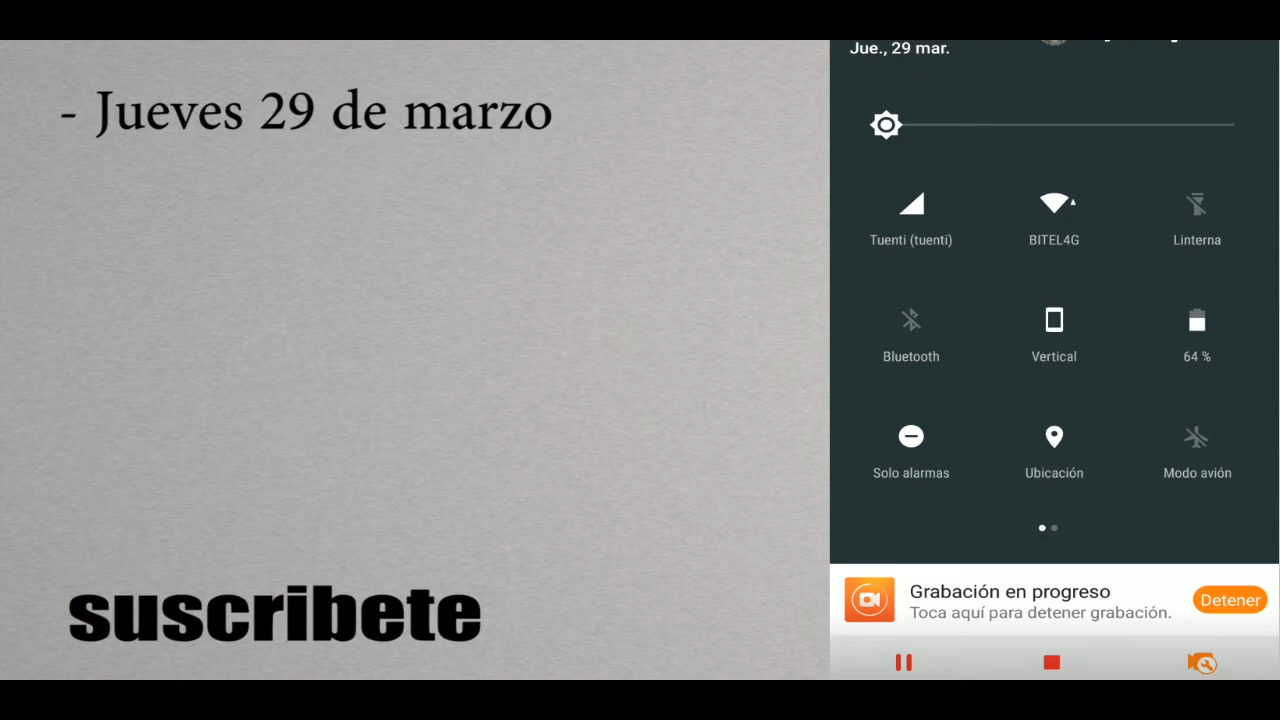 - Jueves 29 de marzo
suscribete
Jue., 29 mar.
Tuenti (tuenti)
BITEL4G
Linterna
Bluetooth
Vertical
64 %
Solo alarmas
Ubicación
Modo avión
Grabación en progreso
Toca aquí para detener grabación.
Detener